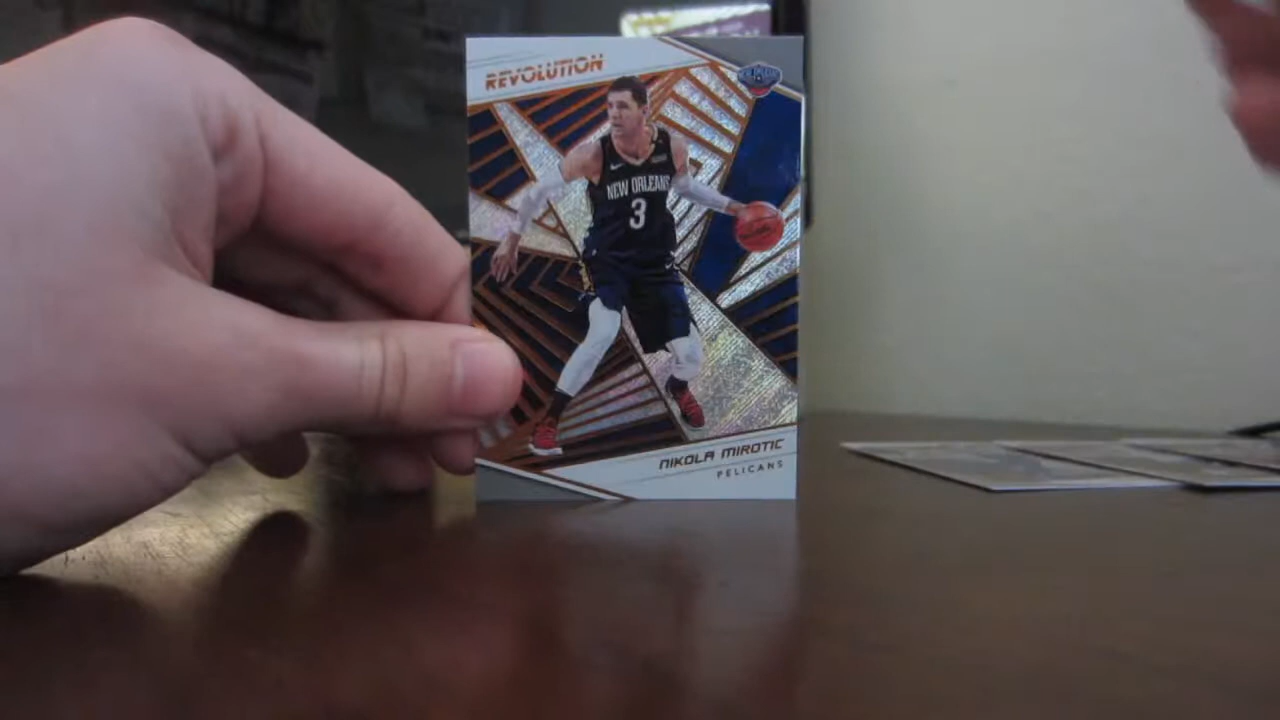 REVOLUTION
NEW ORLEANS
3
NIKOLA MIROTIC
PELICANS